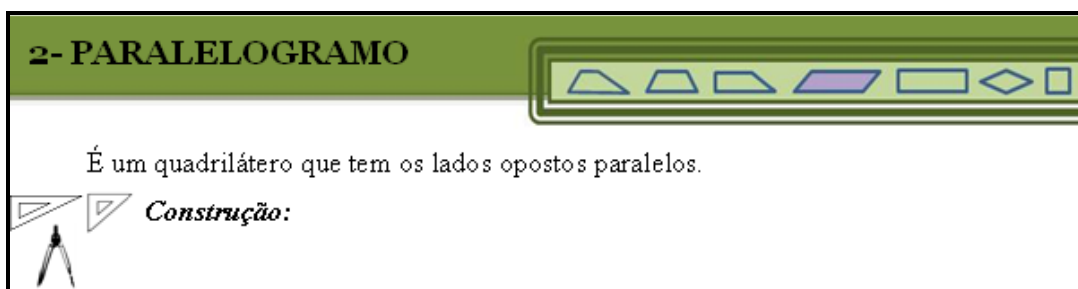 2- PARALELOGRAMO
É um quadrilátero que tem os lados opostos paralelos.
Construção: